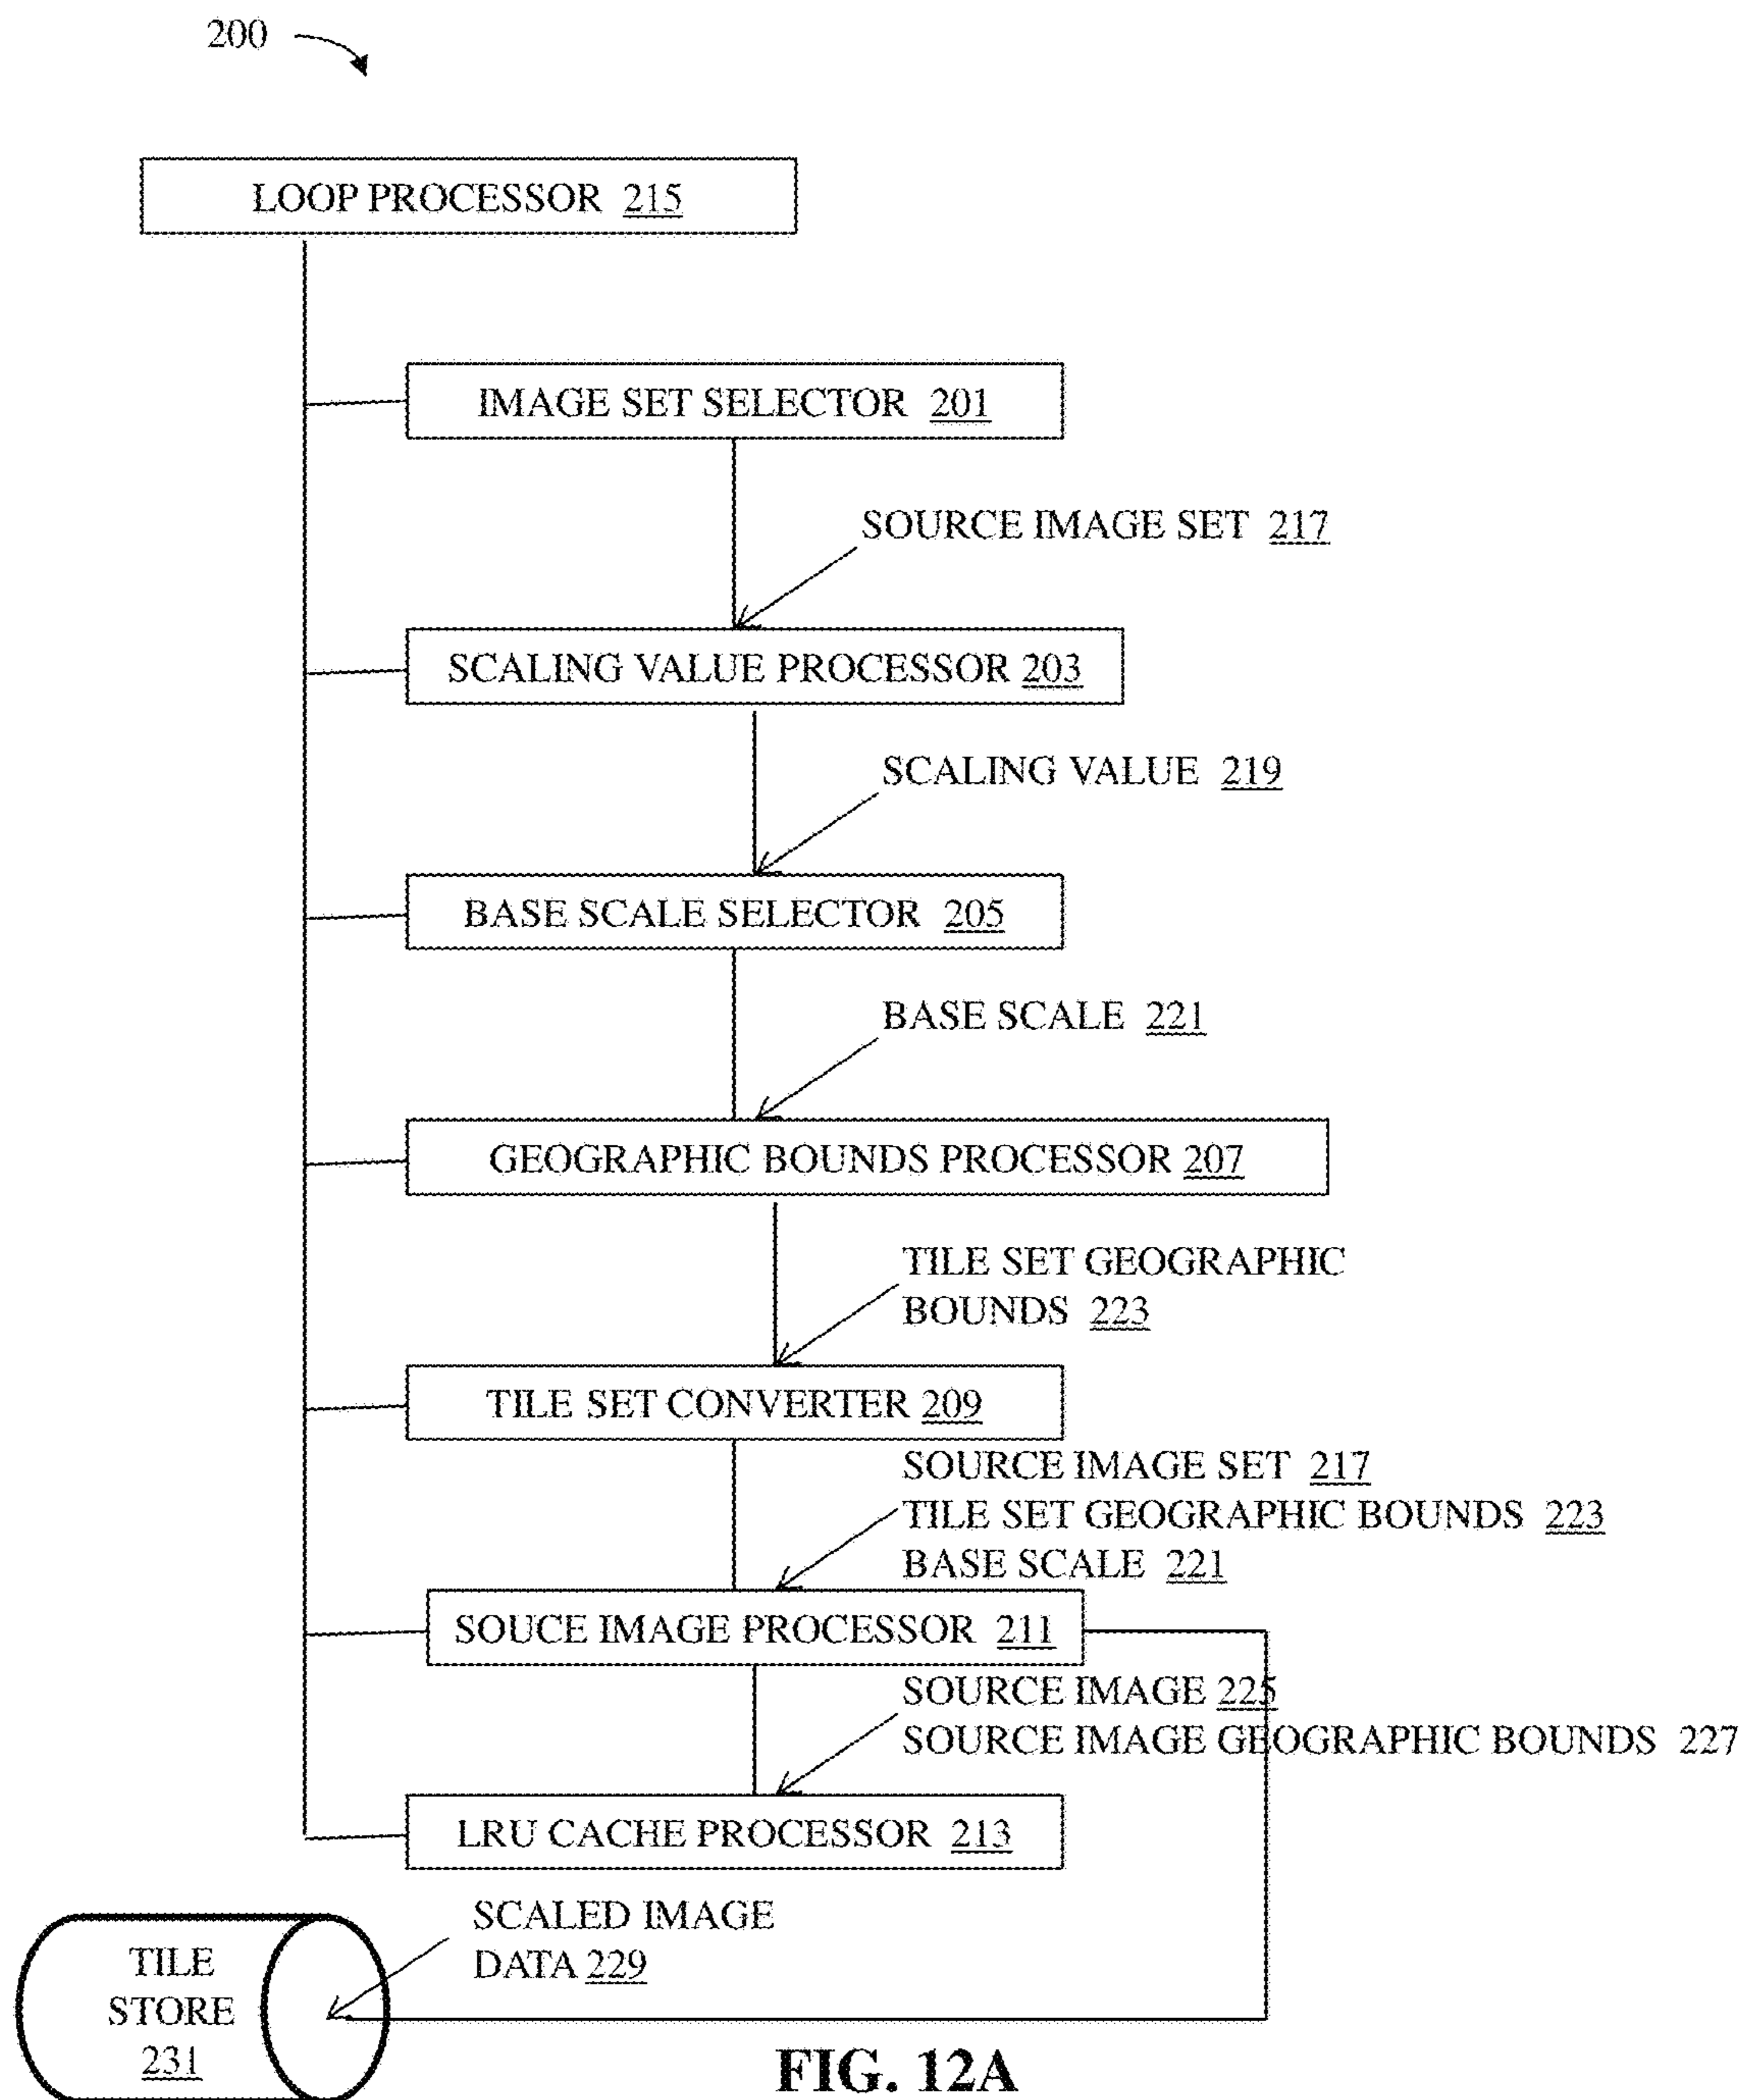 200
LOOP PROCESSOR 215
IMAGE SET SELECTOR 201
SOURCE IMAGE SET 217
SCALING VALUE PROCESSOR 203
SCALING VALUE 219
BASE SCALE SELECTOR 205
BASE SCALE 221
GEOGRAPHIC BOUNDS PROCESSOR 207
TILE SET GEOGRAPHIC
BOUNDS 223
TILE SET CONVERTER 209
SOURCE IMAGE SET 217
TILE SET GEOGRAPHIC BOUNDS 223
BASE SCALE 221
SOUCE IMAGE PROCESSOR 211
SOURCE IMAGE 225
SOURCE IMAGE GEOGRAPHIC BOUNDS 227
LRU CACHE PROCESSOR 213
SCALED IMAGE
DATA 229
TILE
STORE
231
FIG. 12A